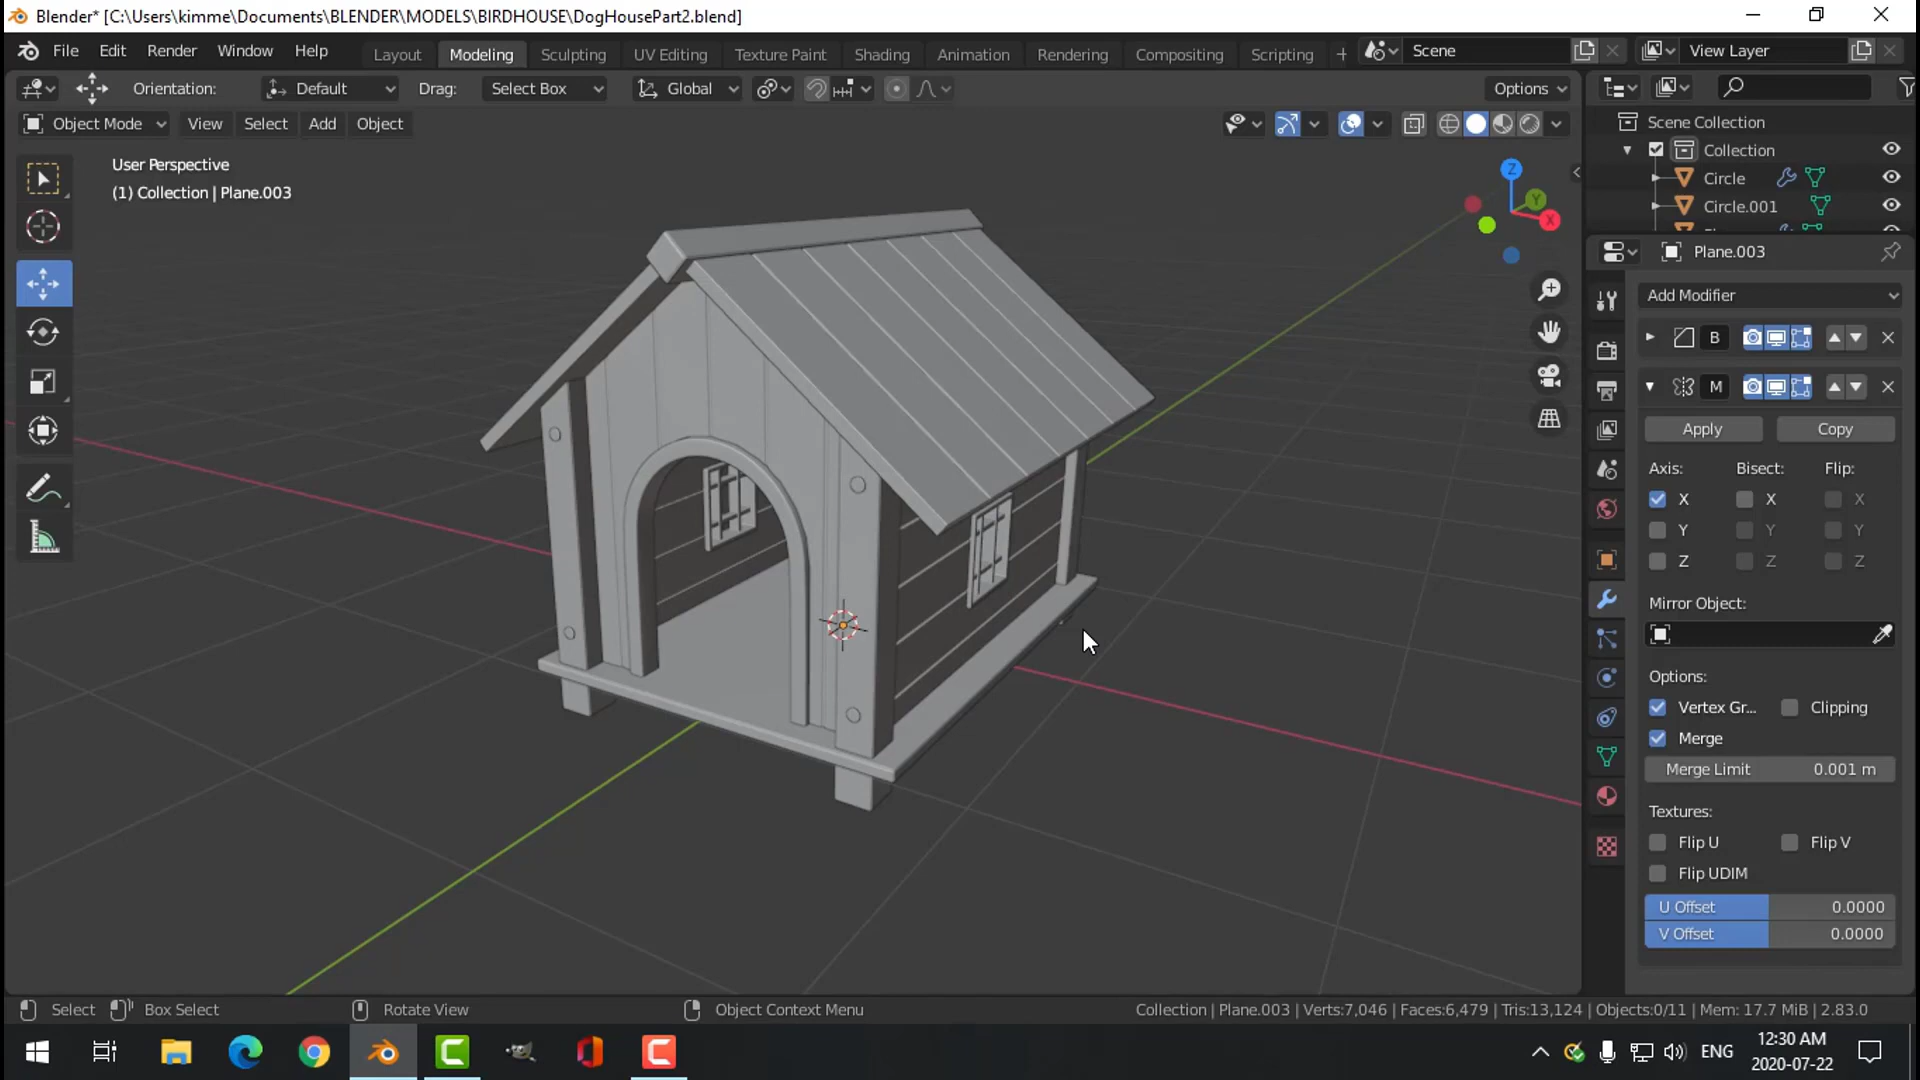 Blender* [C:\Users\kimme\Documents\BLENDER\MODELS\BIRDHOUSE\DogHousePart2.blend]
File Edit Render Window Help Layout Modeling Sculpting UV Editing Texture Paint Shading Animation Rendering Compositing Scripting + Scene View Layer
Orientation: Default Drag: Select Box Global Options
Object Mode View Select Add Object
Scene Collection
User Perspective
Collection
(1) Collection | Plane.003
Circle
Circle.001
Z
Y
X
Plane.003
Add Modifier
B
M
Apply Copy
Axis: Bisect: Flip:
X X X
Y Y Y
Z Z Z
Mirror Object:
Options:
Vertex Gr... Clipping
Merge
Merge Limit 0.001 m
Textures:
Flip U Flip V
Flip UDIM
U Offset 0.0000
V Offset 0.0000
Select Box Select Rotate View Object Context Menu Collection | Plane.003 | Verts:7,046 | Faces:6,479 | Tris:13,124 | Objects:0/11 | Mem: 17.7 MiB | 2.83.0
ENG
12:30 AM
2020-07-22